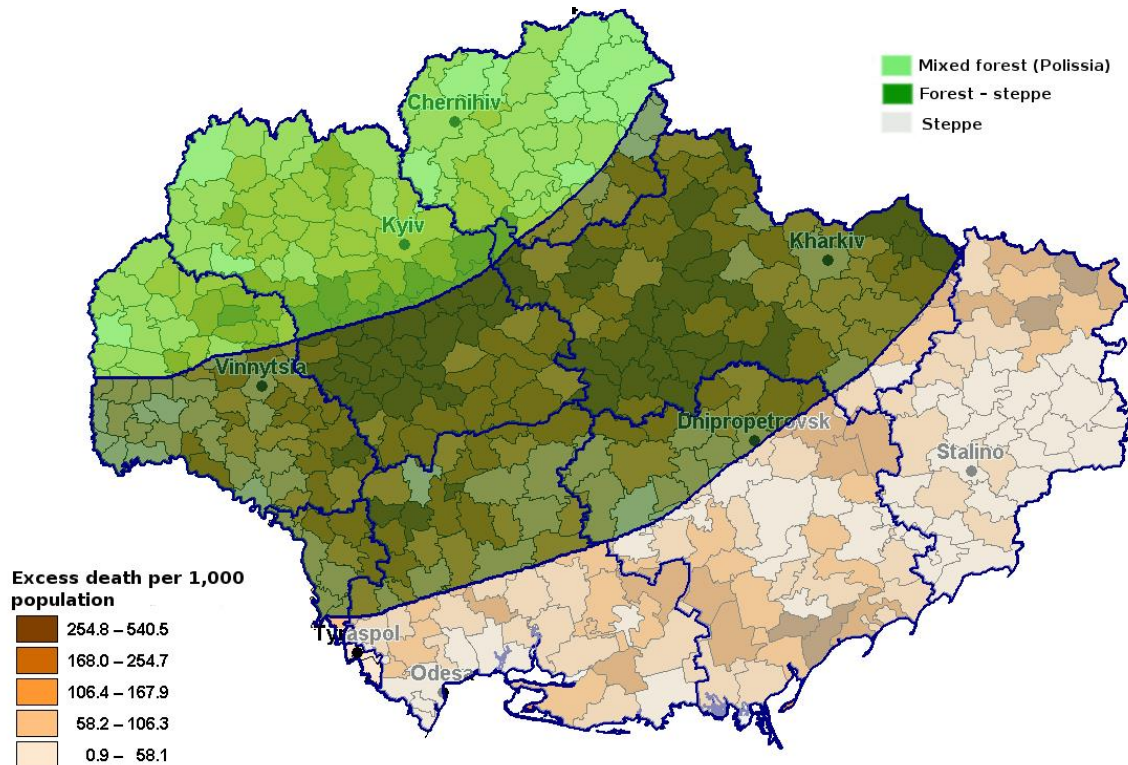 Mixed forest (Polissia)
Forest – steppe
Steppe
Chernihiv
Kyiv
Kharkiv
Vinnytsia
Dnipropetrovsk
Stalino
Tyraspol
Odesa
Excess death per 1,000
population
254.8 – 540.5
168.0 – 254.7
106.4 – 167.9
58.2 – 106.3
0.9 – 58.1